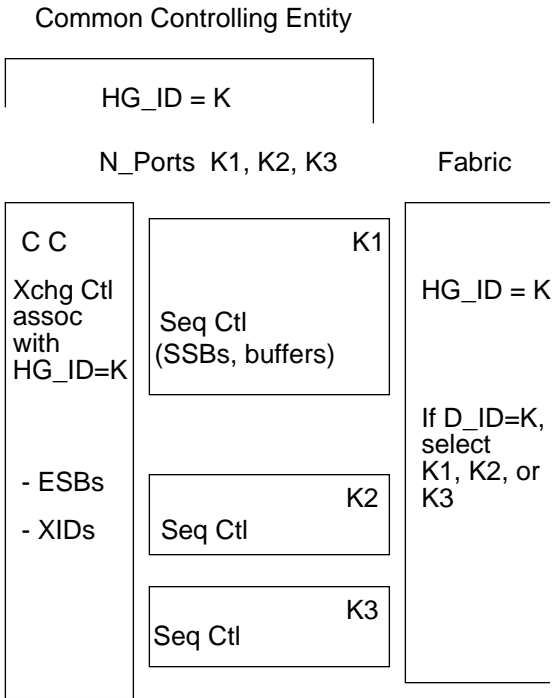 Common Controlling Entity
HG_ID = K
N_Ports K1, K2, K3
Fabric
C C
Xchg Ctl
assoc
with
HG_ID=K
- ESBs
- XIDs
K1
Seq Ctl
(SSBs, buffers)
K2
Seq Ctl
K3
Seq Ctl
HG_ID = K
If D_ID=K,
select
K1, K2, or
K3